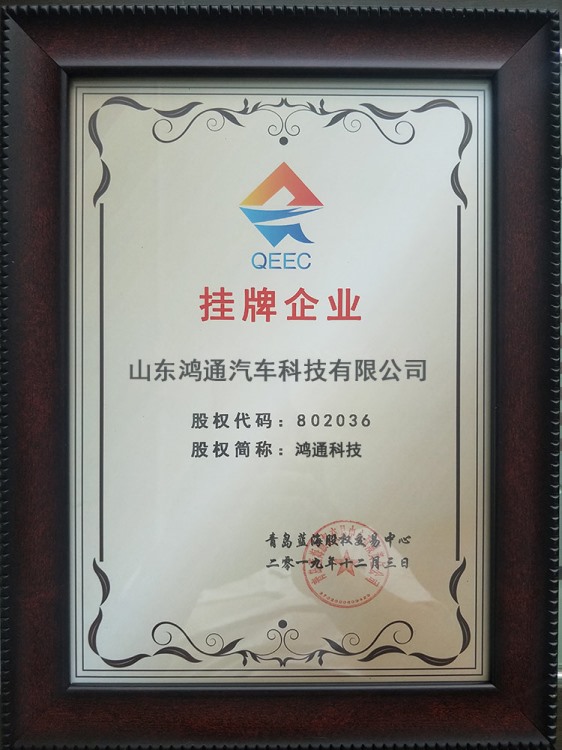 QEEC
挂牌企业
山东鸿通汽车科技有限公司
股权代码：802036
股权简称：鸿通科技
青岛蓝海股权交易中心
二零一九年十二月三日